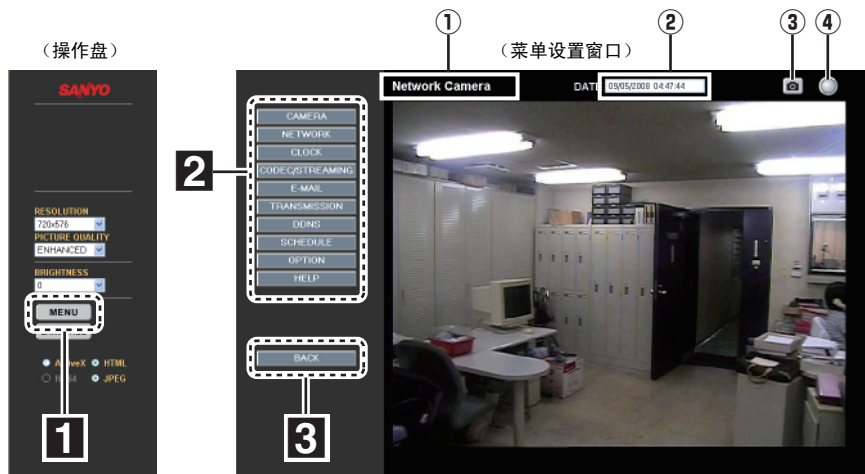 ① ② ③ ④
（操作盘） （菜单设置窗口）
SANYO
RESOLUTION
720x576
PICTURE QUALITY
ENHANCED
BRIGHTNESS
0
MENU
HTML
JPEG
1
Network Camera
DATE 09/05/2008 04:47:44
2
CAMERA
NETWORK
CLOCK
CODEC/STREAMING
E-MAIL
TRANSMISSION
DDNS
SCHEDULE
OPTION
HELP
BACK
3